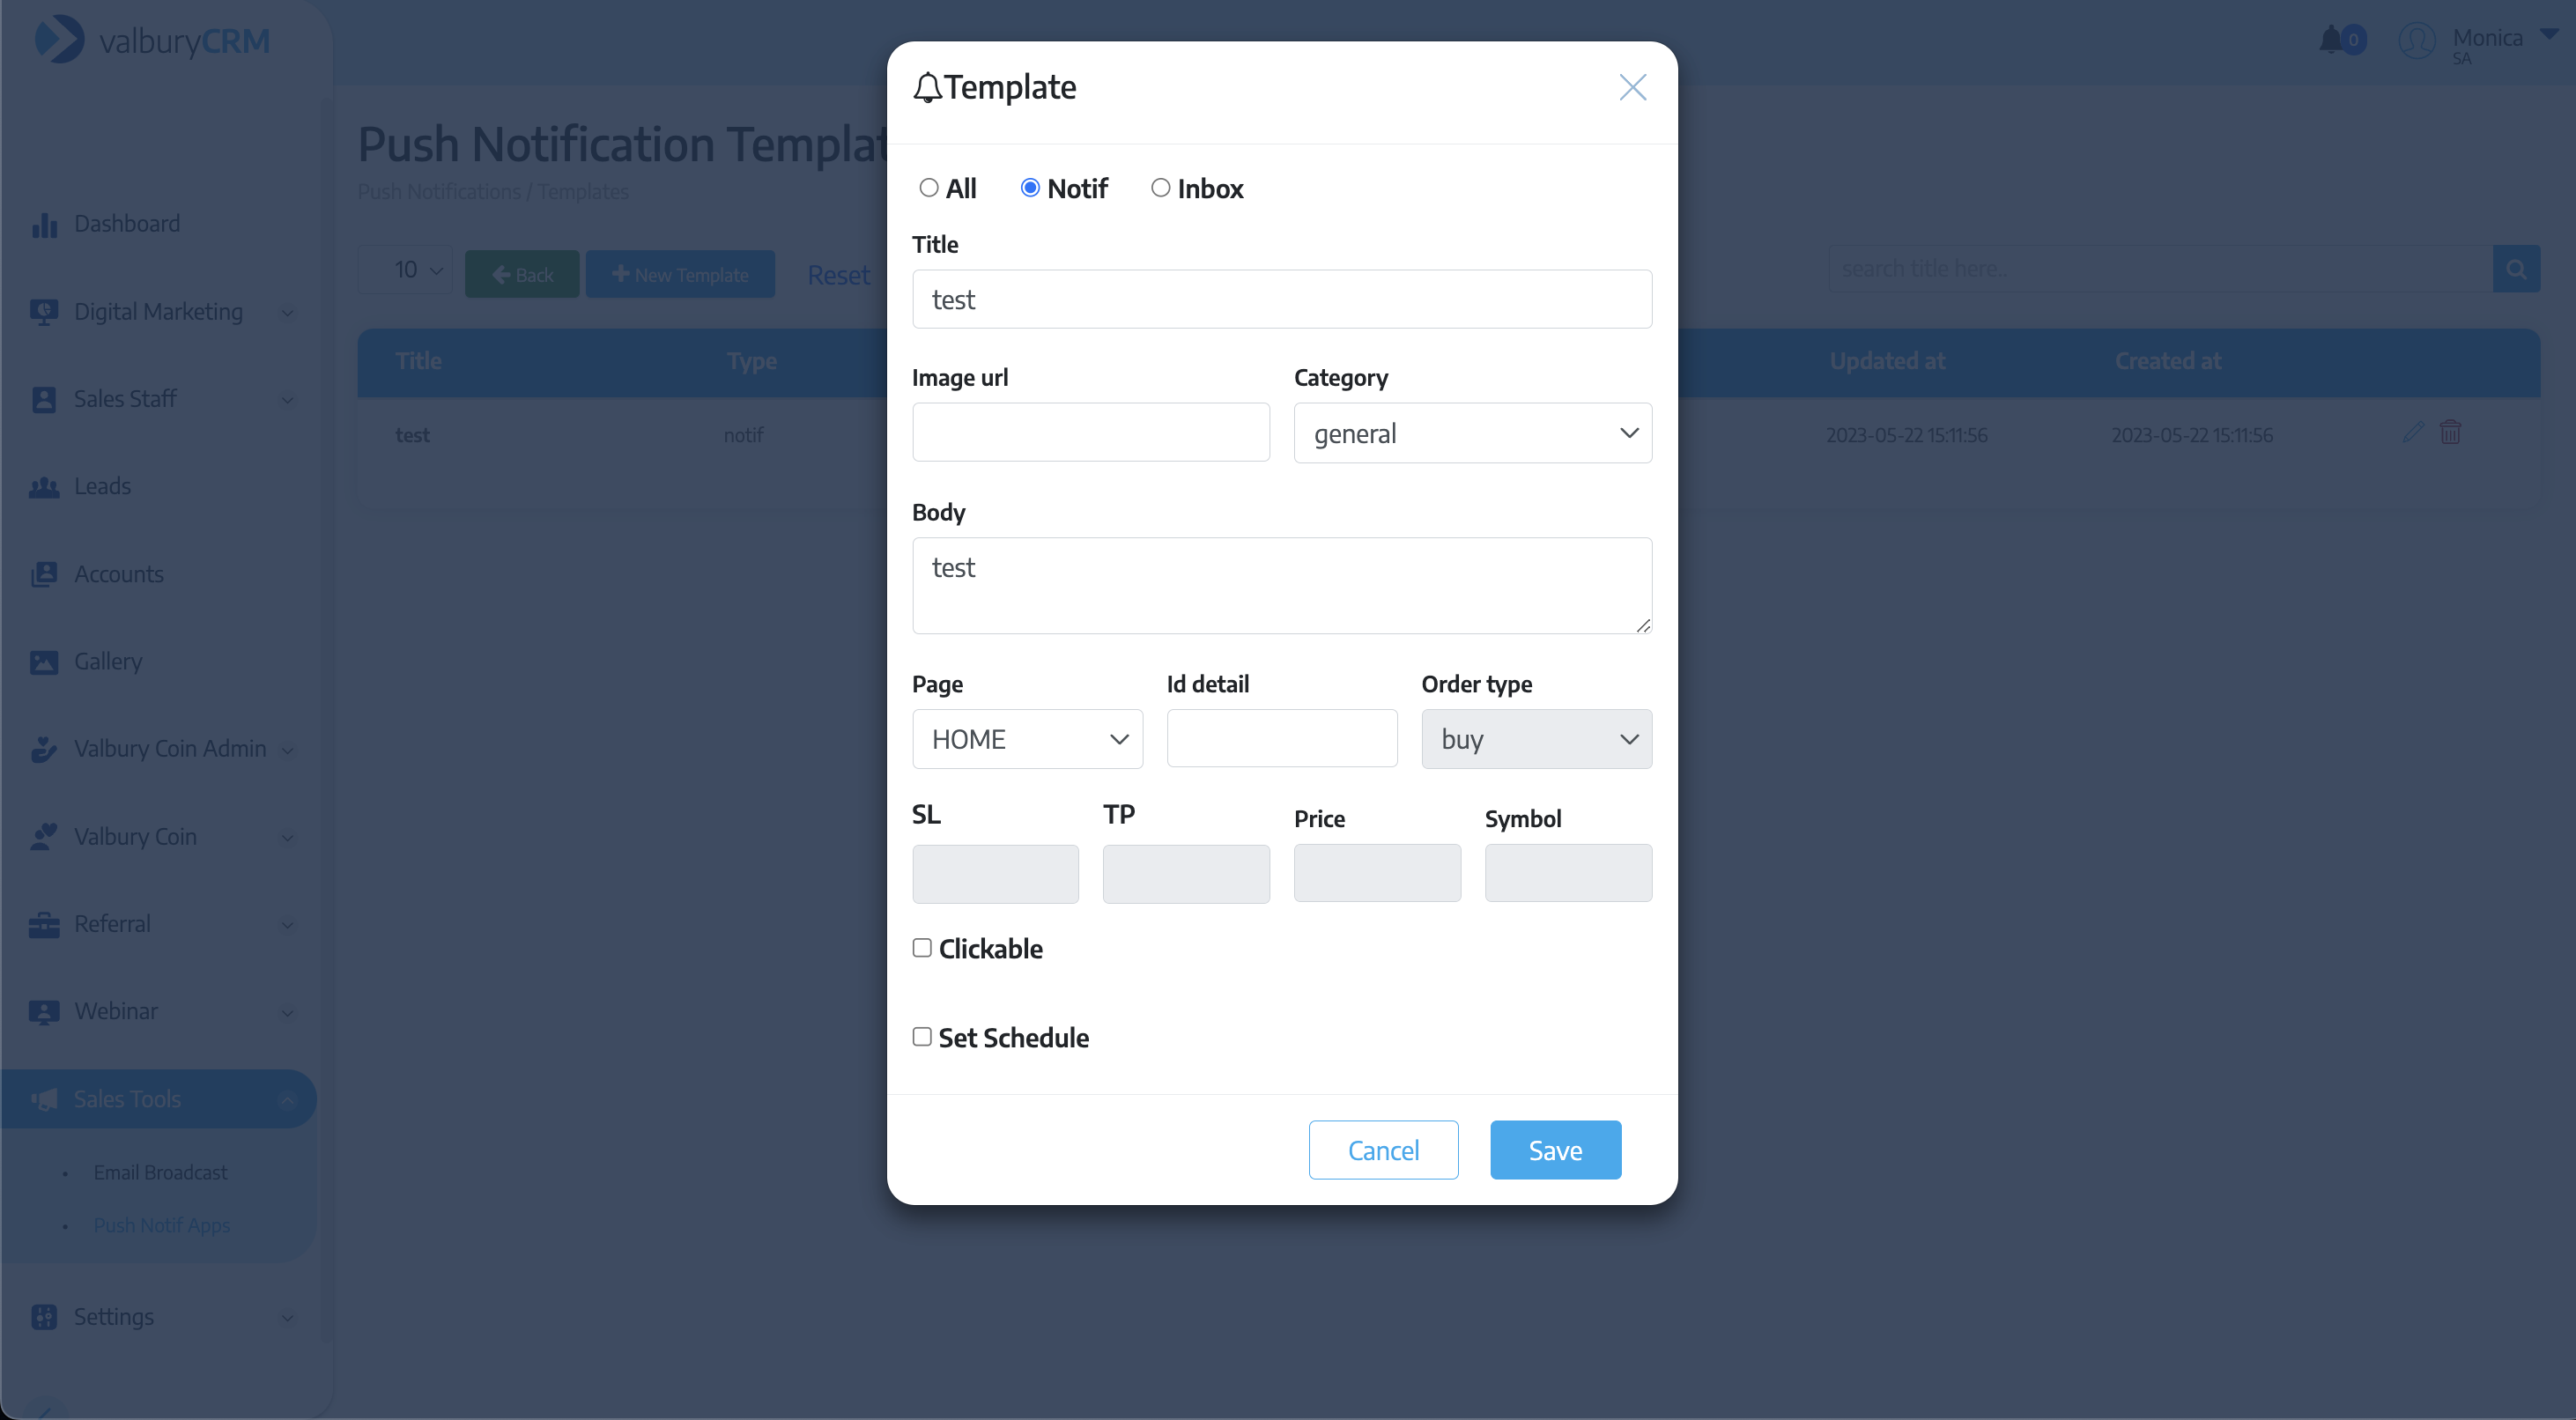 valburyCRM
0
Monica
SA
Dashboard
Digital Marketing
Sales Staff
Leads
Accounts
Gallery
Valbury Coin Admin
Valbury Coin
Referral
Webinar
Sales Tools
Email Broadcast
Push Notif Apps
Settings
Push Notification Templat
Push Notifications / Templates
10
Back
New Template
Reset
search title here..
Title
Type
Updated at
Created at
test
notif
2023-05-22 15:11:56
2023-05-22 15:11:56
Template
All
Notif
Inbox
Title
test
Image url
Category
general
Body
test
Page
Id detail
Order type
HOME
buy
SL
TP
Price
Symbol
Clickable
Set Schedule
Cancel
Save